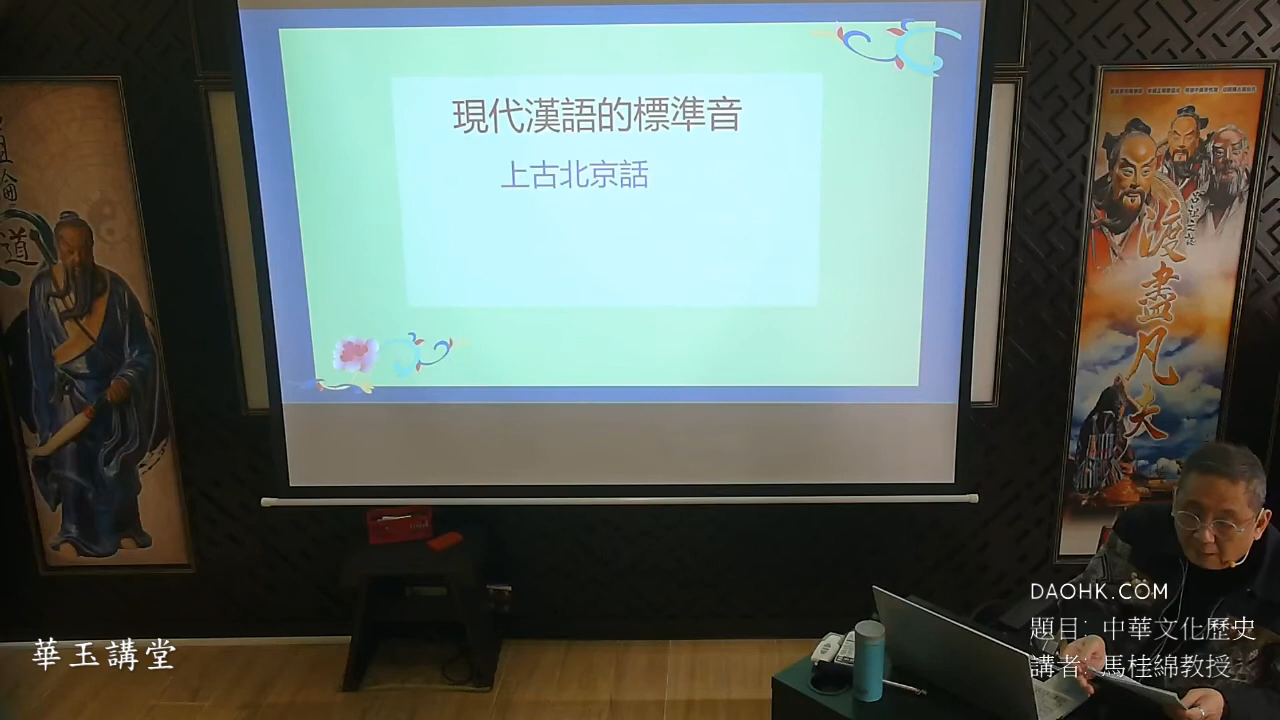 現代漢語的標準音
上古北京話
道
渡盡凡夫
DAOHK.COM
題目: 中華文化歷史
講者: 馬桂綿教授
華玉講堂